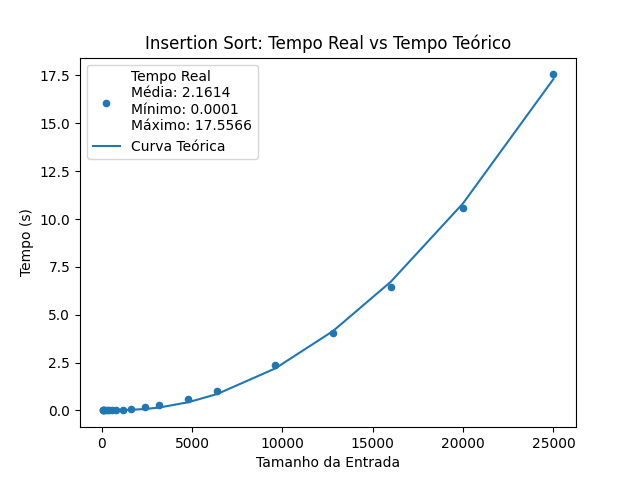 Insertion Sort: Tempo Real vs Tempo Teórico
Tempo Real
Média: 2.1614
Mínimo: 0.0001
Máximo: 17.5566
Curva Teórica
Tempo (s)
17.5
15.0
12.5
10.0
7.5
5.0
2.5
0.0
0 5000 10000 15000 20000 25000
Tamanho da Entrada